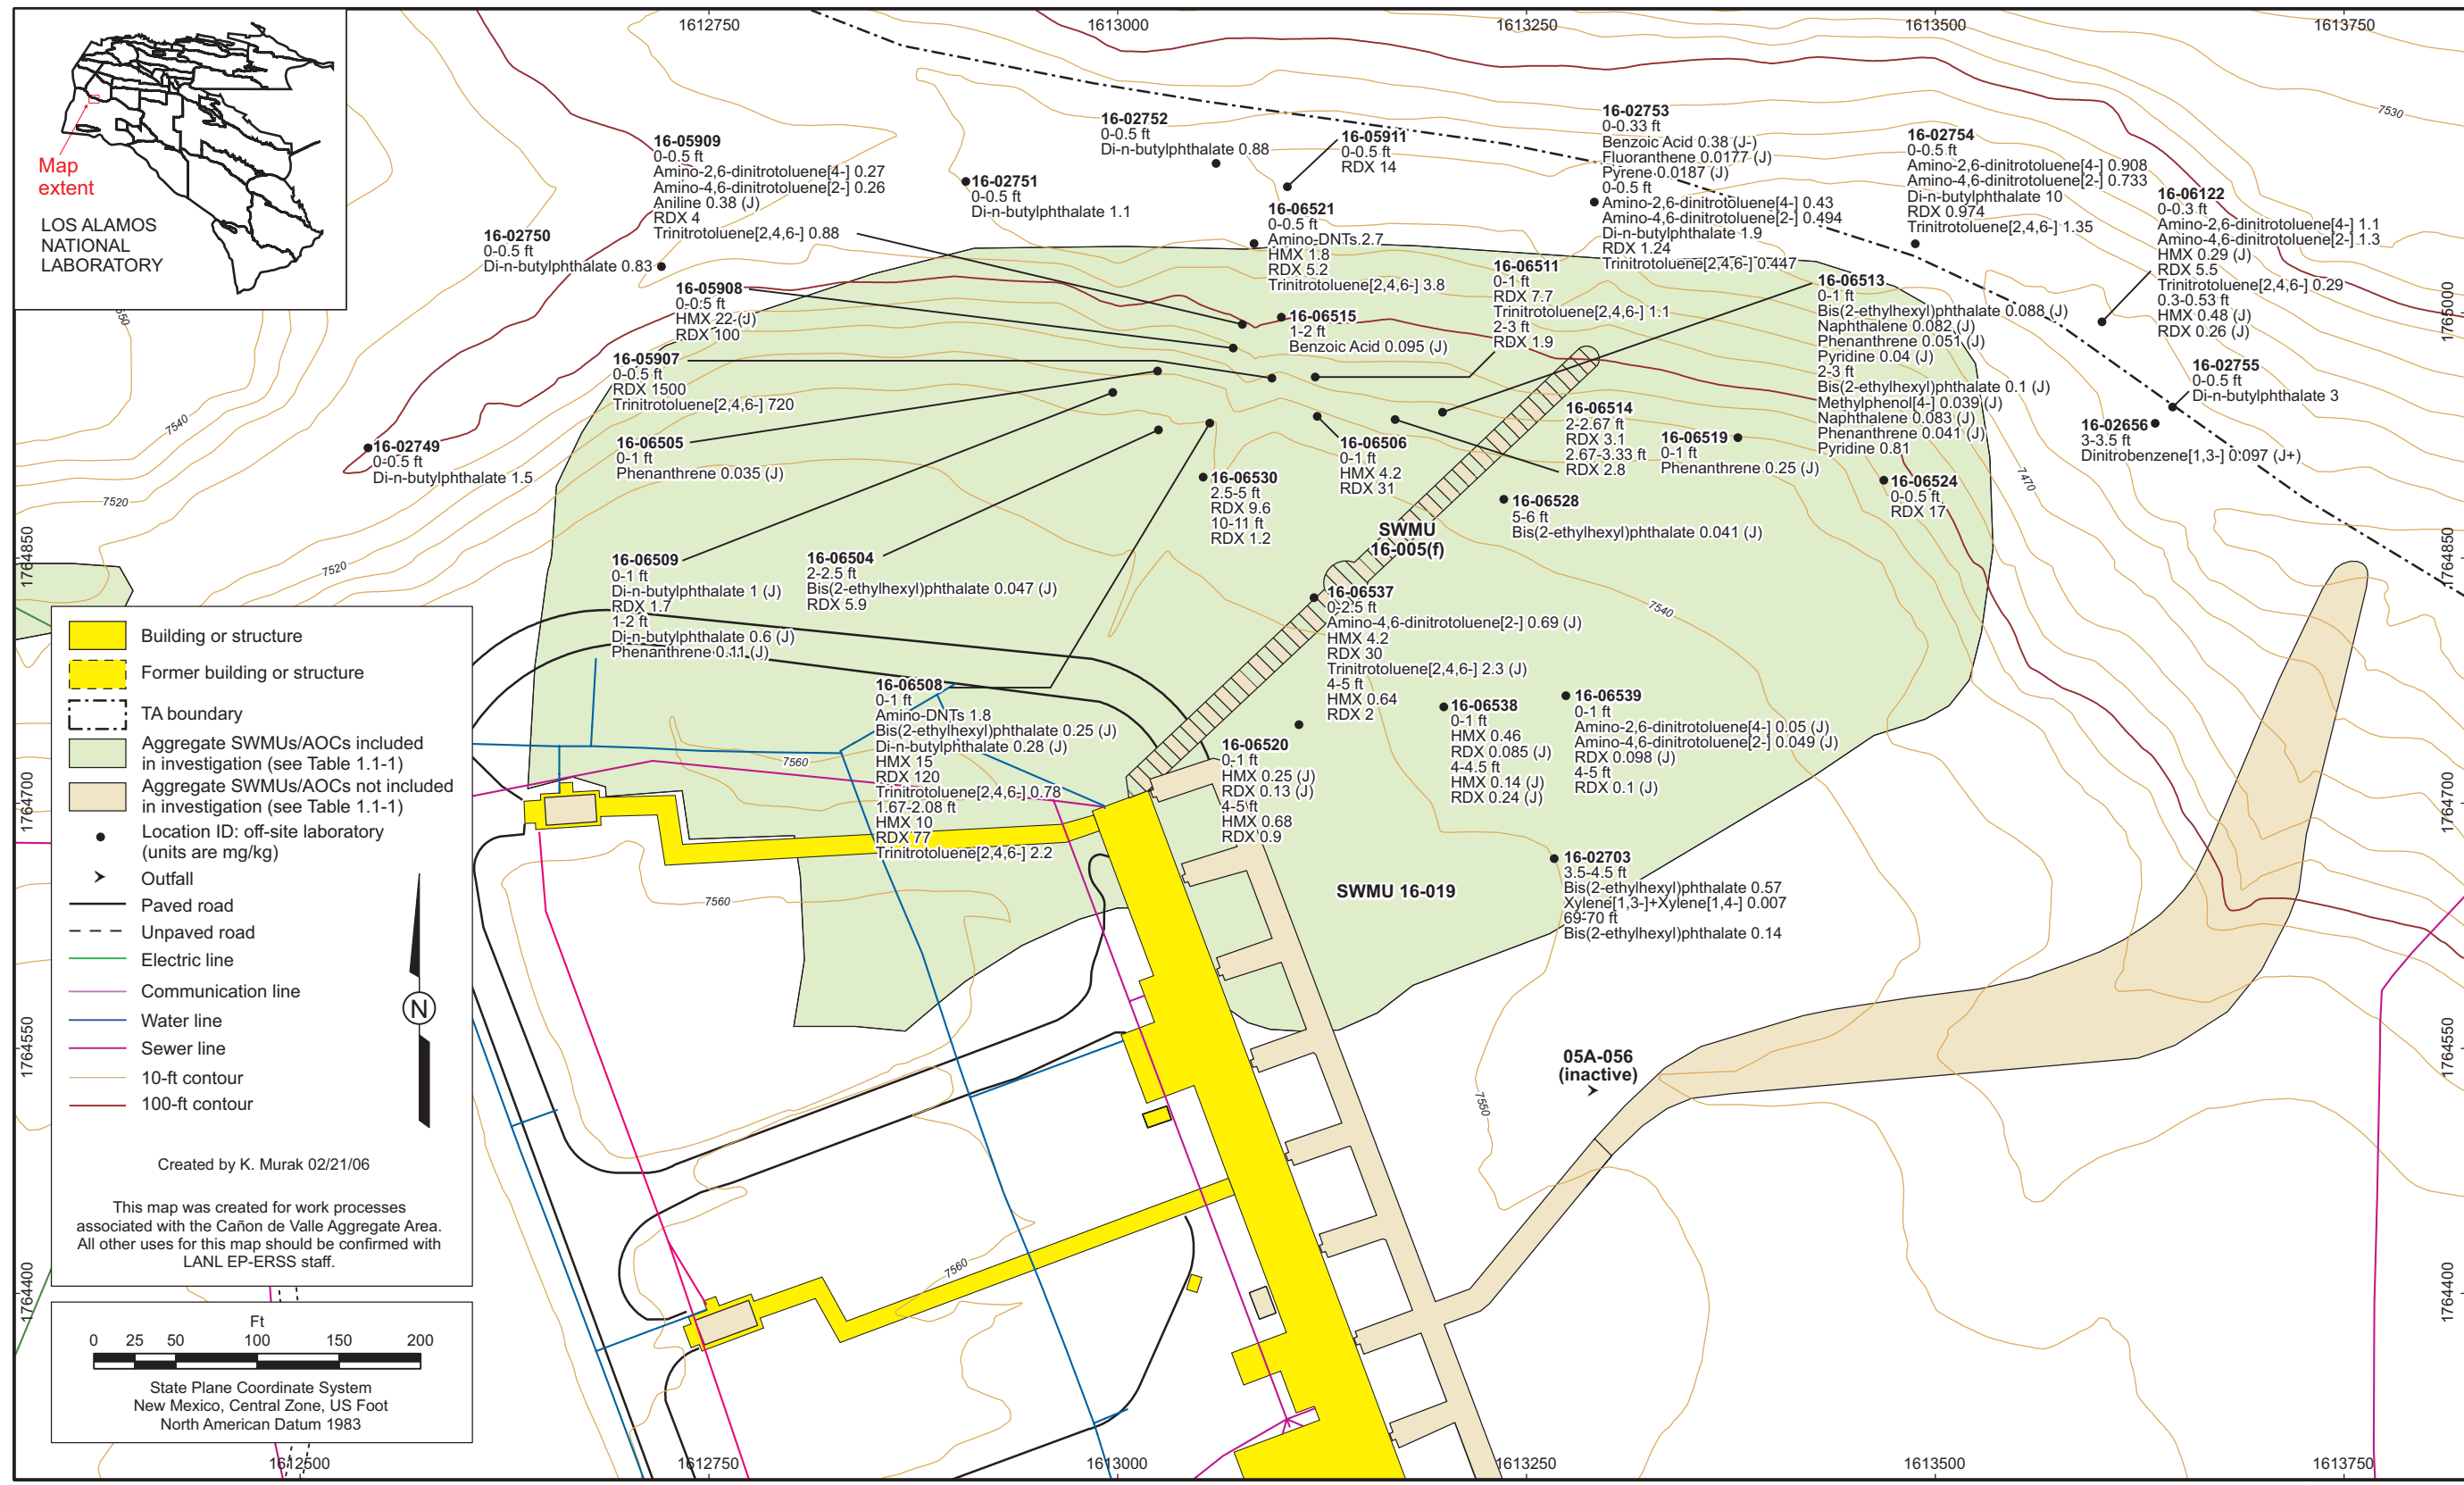 1612750
1613000
1613250
1613500
1613750
Map
extent
LOS ALAMOS
NATIONAL
LABORATORY
16-05909
0-0.5 ft
Amino-2,6-dinitrotoluene[4-] 0.27
Amino-4,6-dinitrotoluene[2-] 0.26
Aniline 0.38 (J)
RDX 4
Trinitrotoluene[2,4,6-] 0.88
16-02750
0-0.5 ft
Di-n-butylphthalate 0.83
16-02751
0-0.5 ft
Di-n-butylphthalate 1.1
16-02752
0-0.5 ft
Di-n-butylphthalate 0.88
16-05911
0-0.5 ft
RDX 14
16-06521
0-0.5 ft
Amino-DNTs 2.7
HMX 1.8
RDX 5.2
Trinitrotoluene[2,4,6-] 3.8
16-02753
0-0.33 ft
Benzoic Acid 0.38 (J-)
Fluoranthene 0.0177 (J)
Pyrene 0.0187 (J)
0-0.5 ft
Amino-2,6-dinitrotoluene[4-] 0.43
Amino-4,6-dinitrotoluene[2-] 0.494
Di-n-butylphthalate 1.9
RDX 1.24
Trinitrotoluene[2,4,6-] 0.447
16-02754
0-0.5 ft
Amino-2,6-dinitrotoluene[4-] 0.908
Amino-4,6-dinitrotoluene[2-] 0.733
Di-n-butylphthalate 10
RDX 0.974
Trinitrotoluene[2,4,6-] 1.35
7530
16-06122
0-0.3 ft
Amino-2,6-dinitrotoluene[4-] 1.1
Amino-4,6-dinitrotoluene[2-] 1.3
HMX 0.29 (J)
RDX 5.5
Trinitrotoluene[2,4,6-] 0.29
0.3-0.53 ft
HMX 0.48 (J)
RDX 0.26 (J)
1765000
16-05908
0-0.5 ft
HMX 22 (J)
RDX 100
16-06515
1-2 ft
Benzoic Acid 0.095 (J)
16-06511
0-1 ft
RDX 7.7
Trinitrotoluene[2,4,6-] 1.1
2-3 ft
RDX 1.9
16-06513
0-1 ft
Bis(2-ethylhexyl)phthalate 0.088 (J)
Naphthalene 0.082 (J)
Phenanthrene 0.051 (J)
Pyridine 0.04 (J)
2-3 ft
Bis(2-ethylhexyl)phthalate 0.1 (J)
Methylphenol[4-] 0.039 (J)
Naphthalene 0.083 (J)
Phenanthrene 0.041 (J)
Pyridine 0.81
16-02755
0-0.5 ft
Di-n-butylphthalate 3
16-02656
3-3.5 ft
Dinitrobenzene[1,3-] 0.097 (J+)
16-05907
0-0.5 ft
RDX 1500
Trinitrotoluene[2,4,6-] 720
7540
16-02749
0-0.5 ft
Di-n-butylphthalate 1.5
7520
16-06505
0-1 ft
Phenanthrene 0.035 (J)
16-06506
0-1 ft
HMX 4.2
RDX 31
16-06514
2-2.67 ft
RDX 3.1
2.67-3.33 ft
RDX 2.8
16-06519
0-1 ft
Phenanthrene 0.25 (J)
16-06524
0-0.5 ft
RDX 17
7470
16-06530
2.5-5 ft
RDX 9.6
10-11 ft
RDX 1.2
16-06528
5-6 ft
Bis(2-ethylhexyl)phthalate 0.041 (J)
SWMU
16-005(f)
1764850
1764850
7520
16-06509
0-1 ft
Di-n-butylphthalate 1 (J)
RDX 1.7
1-2 ft
Di-n-butylphthalate 0.6 (J)
Phenanthrene 0.11 (J)
16-06504
2-2.5 ft
Bis(2-ethylhexyl)phthalate 0.047 (J)
RDX 5.9
16-06537
0-2.5 ft
Amino-4,6-dinitrotoluene[2-] 0.69 (J)
HMX 4.2
RDX 30
Trinitrotoluene[2,4,6-] 2.3 (J)
4-5 ft
HMX 0.64
RDX 2
7540
16-06508
0-1 ft
Amino-DNTs 1.8
Bis(2-ethylhexyl)phthalate 0.25 (J)
Di-n-butylphthalate 0.28 (J)
HMX 15
RDX 120
Trinitrotoluene[2,4,6-] 0.78
1.67-2.08 ft
HMX 10
RDX 77
Trinitrotoluene[2,4,6-] 2.2
7560
16-06520
0-1 ft
HMX 0.25 (J)
RDX 0.13 (J)
4-5 ft
HMX 0.68
RDX 0.9
16-06538
0-1 ft
HMX 0.46
RDX 0.085 (J)
4-4.5 ft
HMX 0.14 (J)
RDX 0.24 (J)
16-06539
0-1 ft
Amino-2,6-dinitrotoluene[4-] 0.05 (J)
Amino-4,6-dinitrotoluene[2-] 0.049 (J)
RDX 0.098 (J)
4-5 ft
RDX 0.1 (J)
1764700
1764700
7560
SWMU 16-019
16-02703
3.5-4.5 ft
Bis(2-ethylhexyl)phthalate 0.57
Xylene[1,3-]+Xylene[1,4-] 0.007
69-70 ft
Bis(2-ethylhexyl)phthalate 0.14
Building or structure
Former building or structure
TA boundary
Aggregate SWMUs/AOCs included
in investigation (see Table 1.1-1)
Aggregate SWMUs/AOCs not included
in investigation (see Table 1.1-1)
Location ID: off-site laboratory
(units are mg/kg)
Outfall
Paved road
Unpaved road
Electric line
Communication line
Water line
Sewer line
10-ft contour
100-ft contour
N
Created by K. Murak 02/21/06
This map was created for work processes
associated with the Cañon de Valle Aggregate Area.
All other uses for this map should be confirmed with
LANL EP-ERSS staff.
1764550
1764550
05A-056
(inactive)
7550
7560
1764400
1764400
Ft
0 25 50 100 150 200
State Plane Coordinate System
New Mexico, Central Zone, US Foot
North American Datum 1983
1612500
1612750
1613000
1613250
1613500
1613750